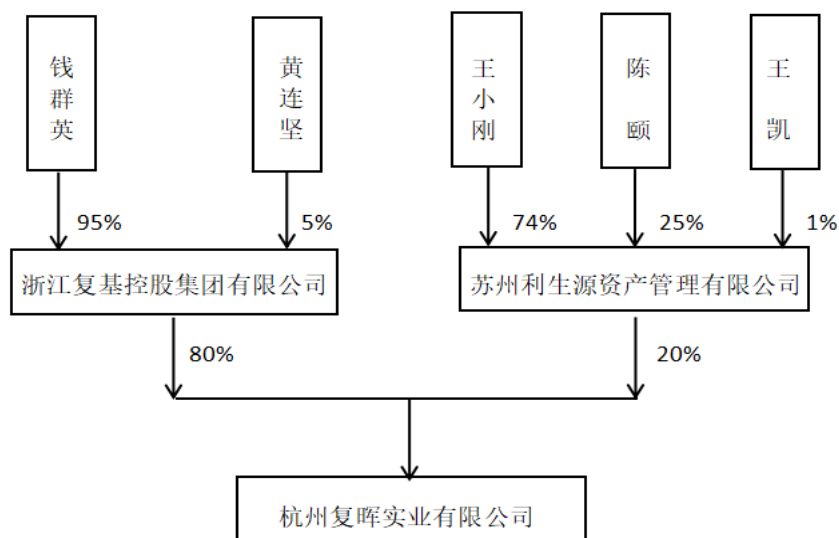 钱群英
黄连坚
王小刚
陈颐
王凯
95%
5%
74%
25%
1%
浙江复基控股集团有限公司
苏州利生源资产管理有限公司
80%
20%
杭州复晖实业有限公司